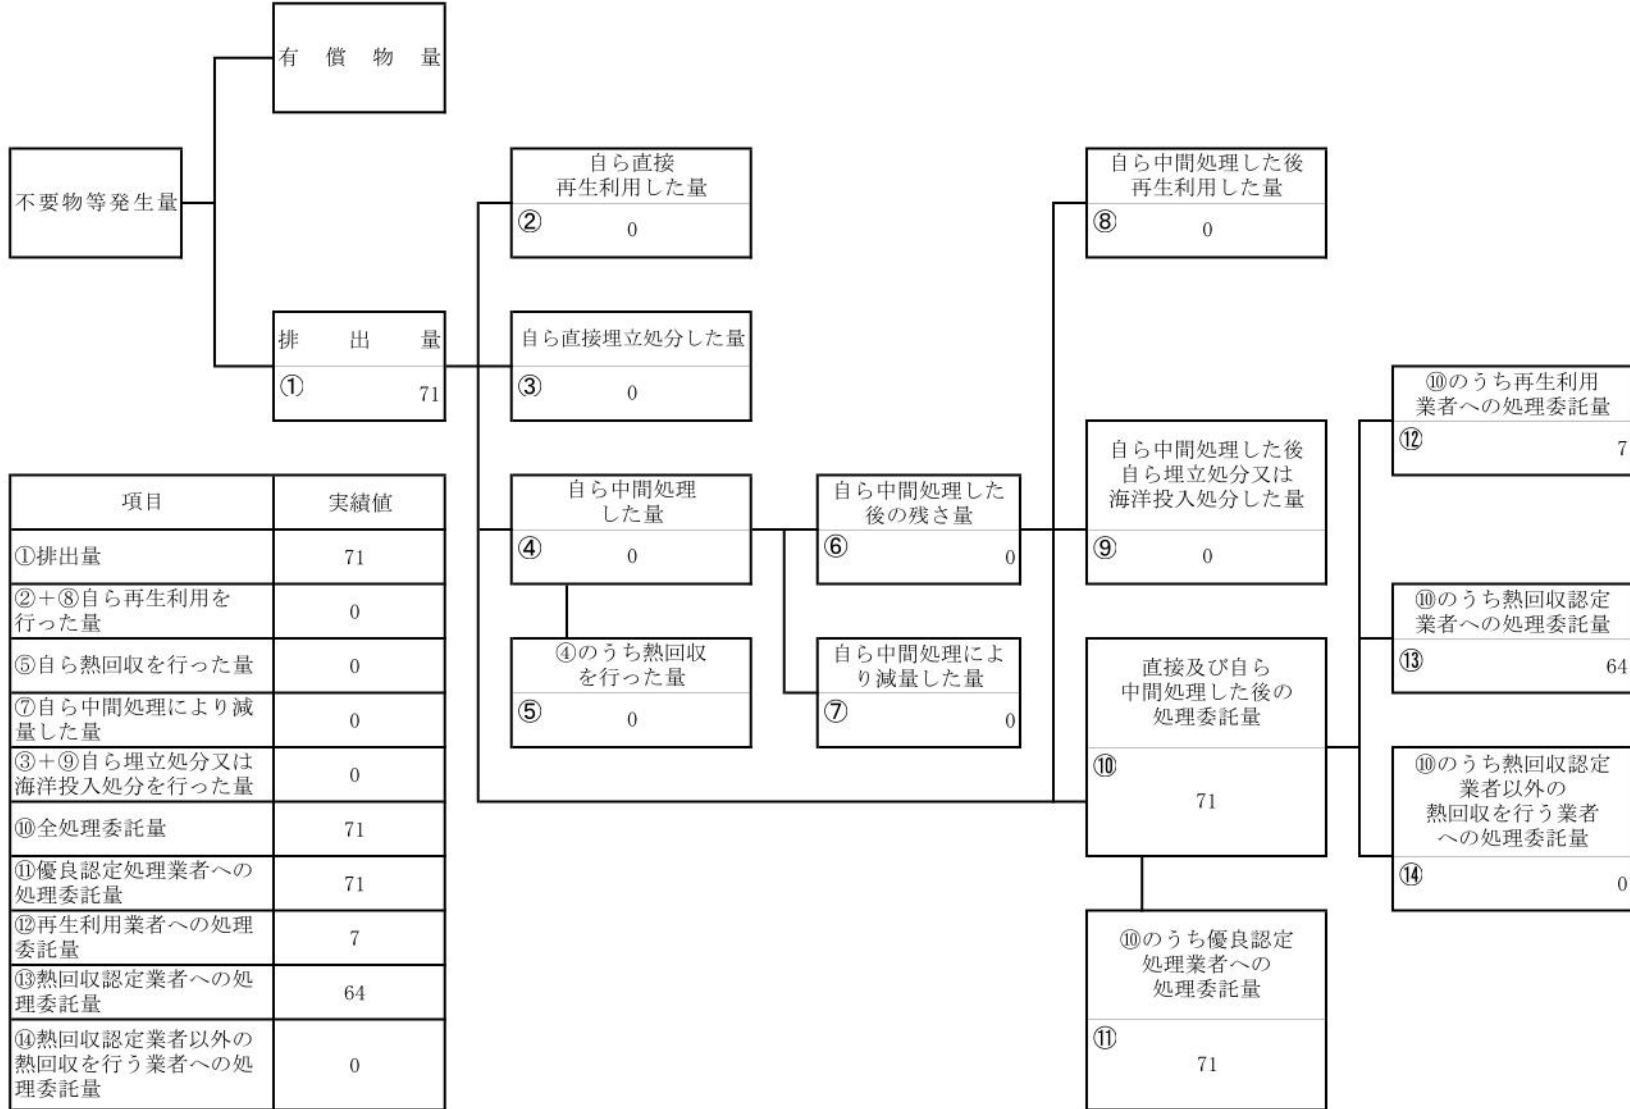 有償物量
不要物等発生量
排出量
① 71
自ら直接
再生利用した量
② 0
自ら直接埋立処分した量
③ 0
自ら中間処理
した量
④ 0
④のうち熱回収
を行った量
⑤ 0
自ら中間処理した
後の残さ量
⑥ 0
自ら中間処理によ
り減量した量
⑦ 0
自ら中間処理した後
再生利用した量
⑧ 0
自ら中間処理した後
自ら埋立処分又は
海洋投入処分した量
⑨ 0
直接及び自ら
中間処理した後の
処理委託量
⑩
71
⑩のうち優良認定
処理業者への
処理委託量
⑪
71
⑩のうち再生利用
業者への処理委託量
⑫ 7
⑩のうち熱回収認定
業者への処理委託量
⑬ 64
⑩のうち熱回収認定
業者以外の
熱回収を行う業者
への処理委託量
⑭ 0
項目 実績値
①排出量 71
②+⑧自ら再生利用を
行った量 0
⑤自ら熱回収を行った量 0
⑦自ら中間処理により減
量した量 0
③+⑨自ら埋立処分又は
海洋投入処分を行った量 0
⑩全処理委託量 71
⑪優良認定処理業者への
処理委託量 71
⑫再生利用業者への処理
委託量 7
⑬熱回収認定業者への処
理委託量 64
⑭熱回収認定業者以外の
熱回収を行う業者への処 0
理委託量